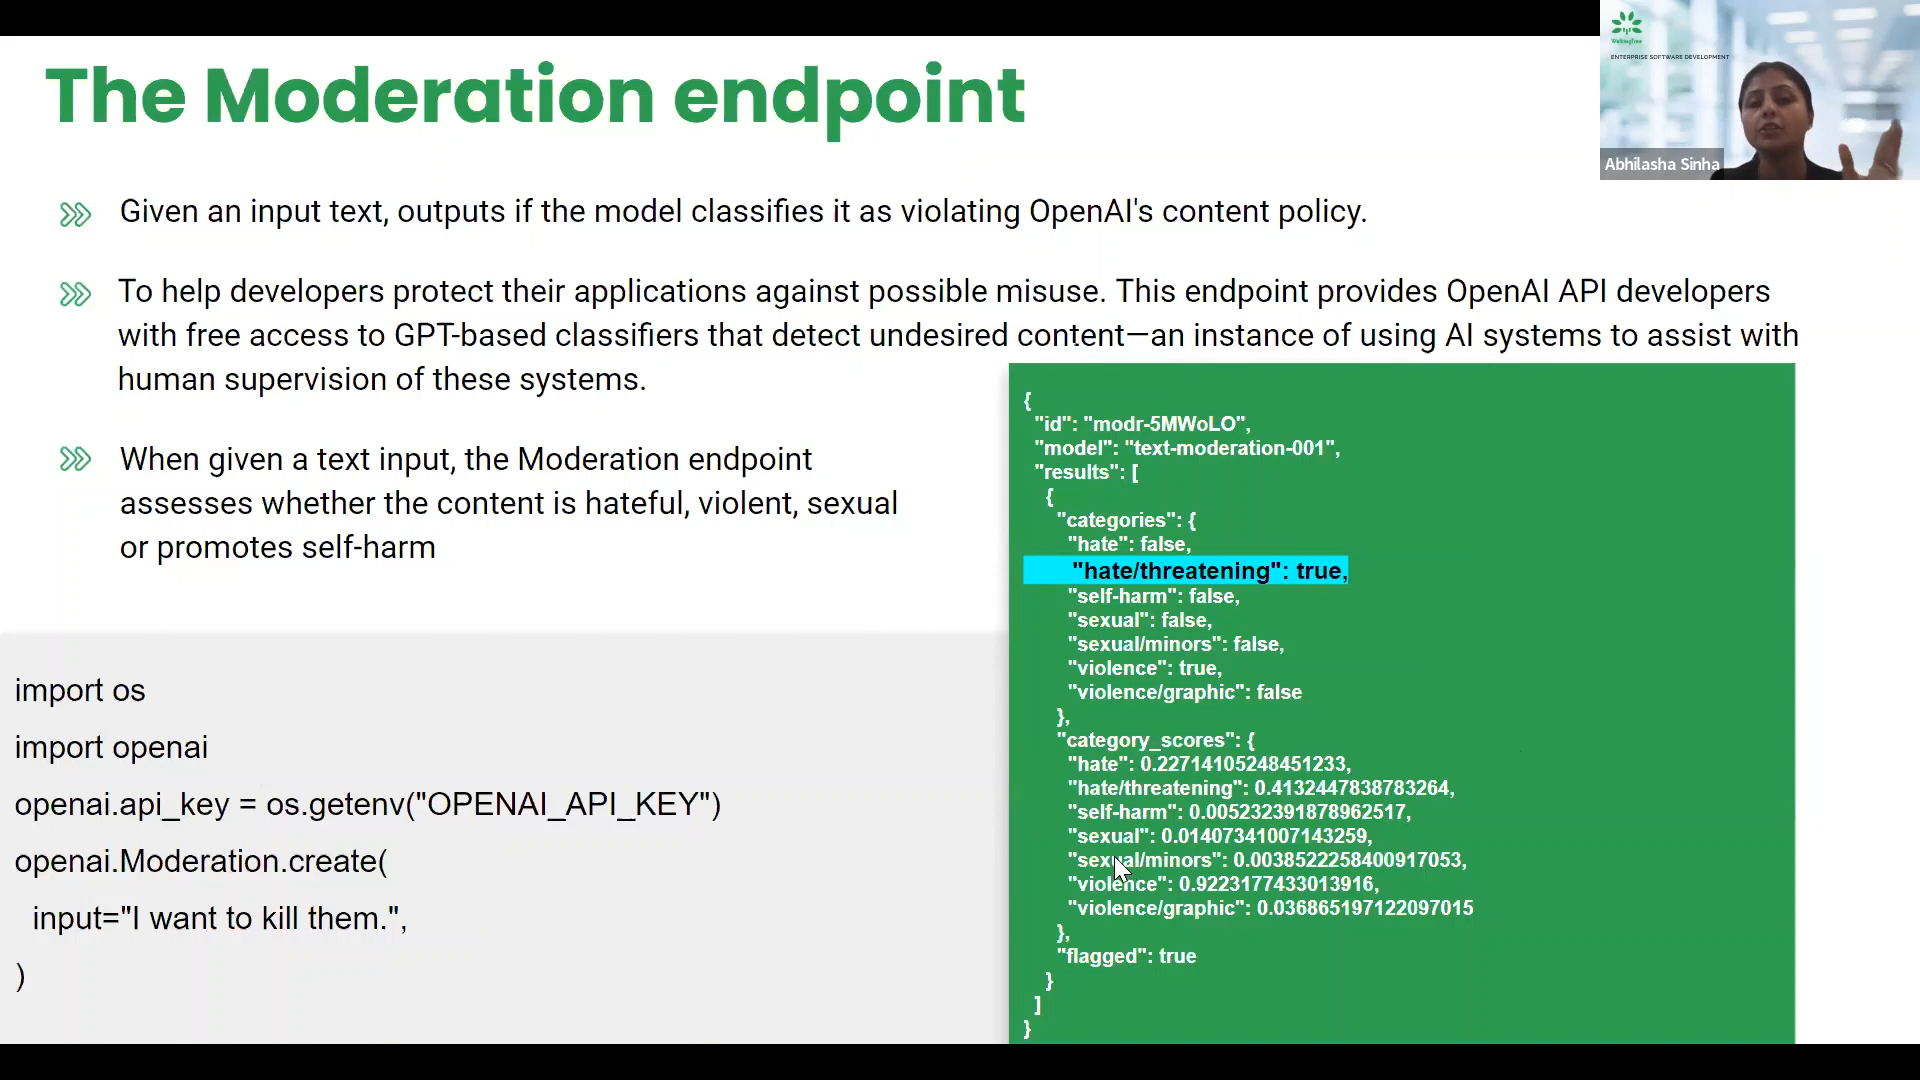 The Moderation endpoint
WalkingTree
ENTERPRISE SOFTWARE DEVELOPMENT
Abhilasha Sinha
Given an input text, outputs if the model classifies it as violating OpenAI's content policy.
To help developers protect their applications against possible misuse. This endpoint provides OpenAI API developers
with free access to GPT-based classifiers that detect undesired content—an instance of using AI systems to assist with
human supervision of these systems.
When given a text input, the Moderation endpoint
assesses whether the content is hateful, violent, sexual
or promotes self-harm
import os
import openai
openai.api_key = os.getenv("OPENAI_API_KEY")
openai.Moderation.create(
input="I want to kill them.",
)
{
"id": "modr-5MWoLO",
"model": "text-moderation-001",
"results": [
{
"categories": {
"hate": false,
"hate/threatening": true,
"self-harm": false,
"sexual": false,
"sexual/minors": false,
"violence": true,
"violence/graphic": false
},
"category_scores": {
"hate": 0.22714105248451233,
"hate/threatening": 0.4132447838783264,
"self-harm": 0.005232391878962517,
"sexual": 0.01407341007143259,
"sexual/minors": 0.0038522258400917053,
"violence": 0.9223177433013916,
"violence/graphic": 0.036865197122097015
},
"flagged": true
}
]
}